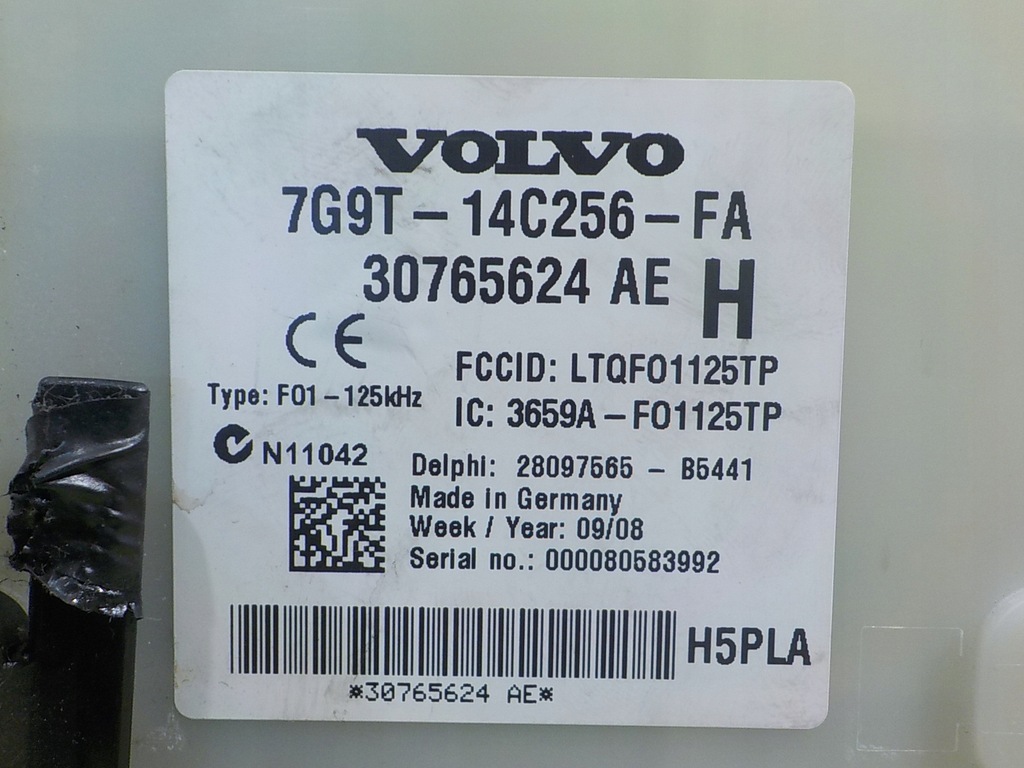 VOLVO
7G9T-14C256-FA
30765624 AE H
CE
FCCID: LTQFO1125TP
Type: F01-125kHz
IC: 3659A-FO1125TP
N11042
Delphi: 28097565 - B5441
Made in Germany
Week / Year: 09/08
Serial no.: 000080583992
H5PLA
*30765624 AE*